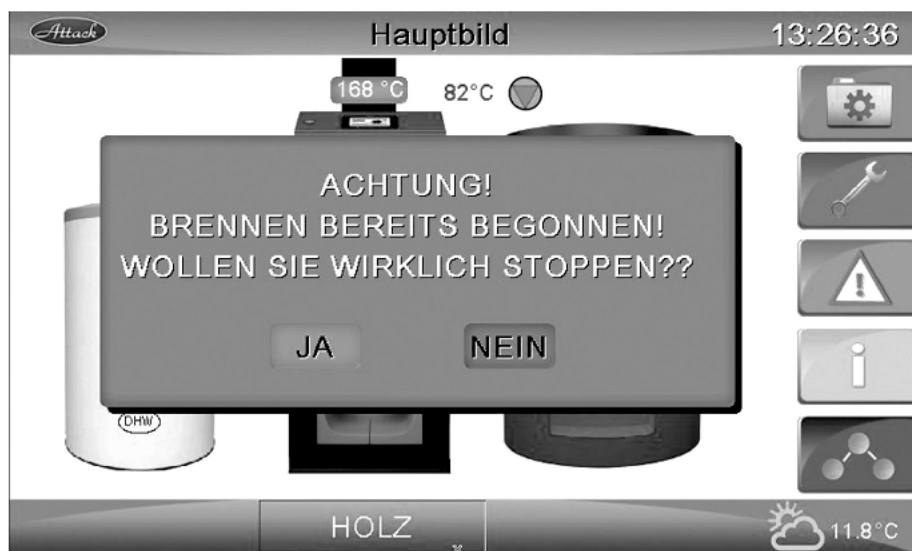 Attack
Hauptbild
13:26:36
168 °C
82°C
ACHTUNG!
BRENNEN BEREITS BEGONNEN!
WOLLEN SIE WIRKLICH STOPPEN??
JA
NEIN
DHW
HOLZ
11.8°C